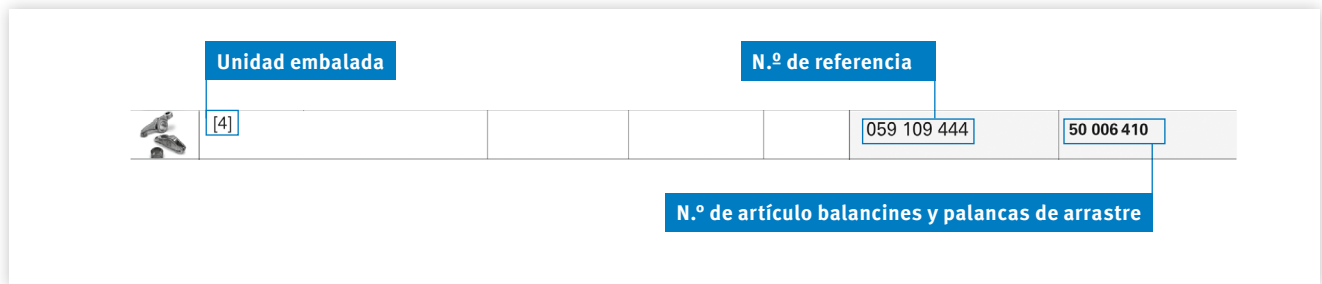 Unidad embalada
N.º de referencia
[4]
059 109 444
50 006 410
N.º de artículo balancines y palancas de arrastre